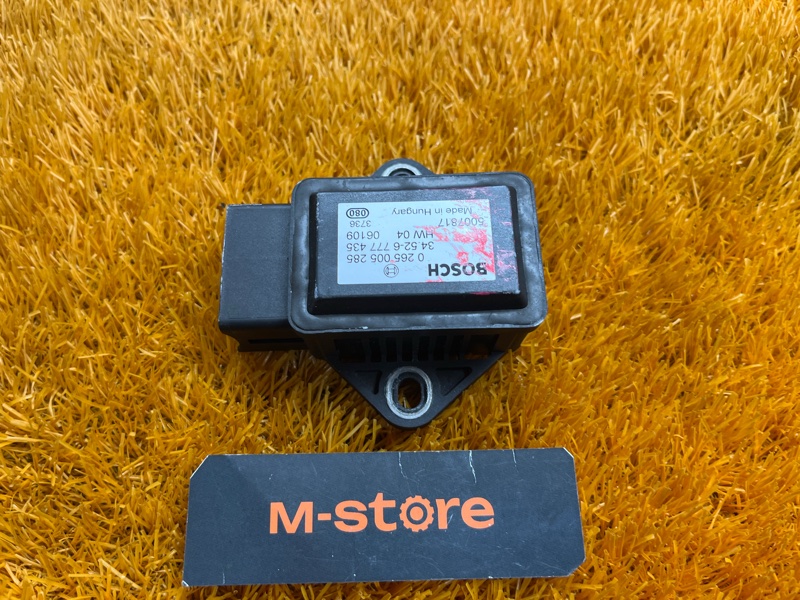 BOSCH
0 265 005 285
34 52-6 777 435
HW 04 06109
5007817 3736
Made in Hungary 080
M-store